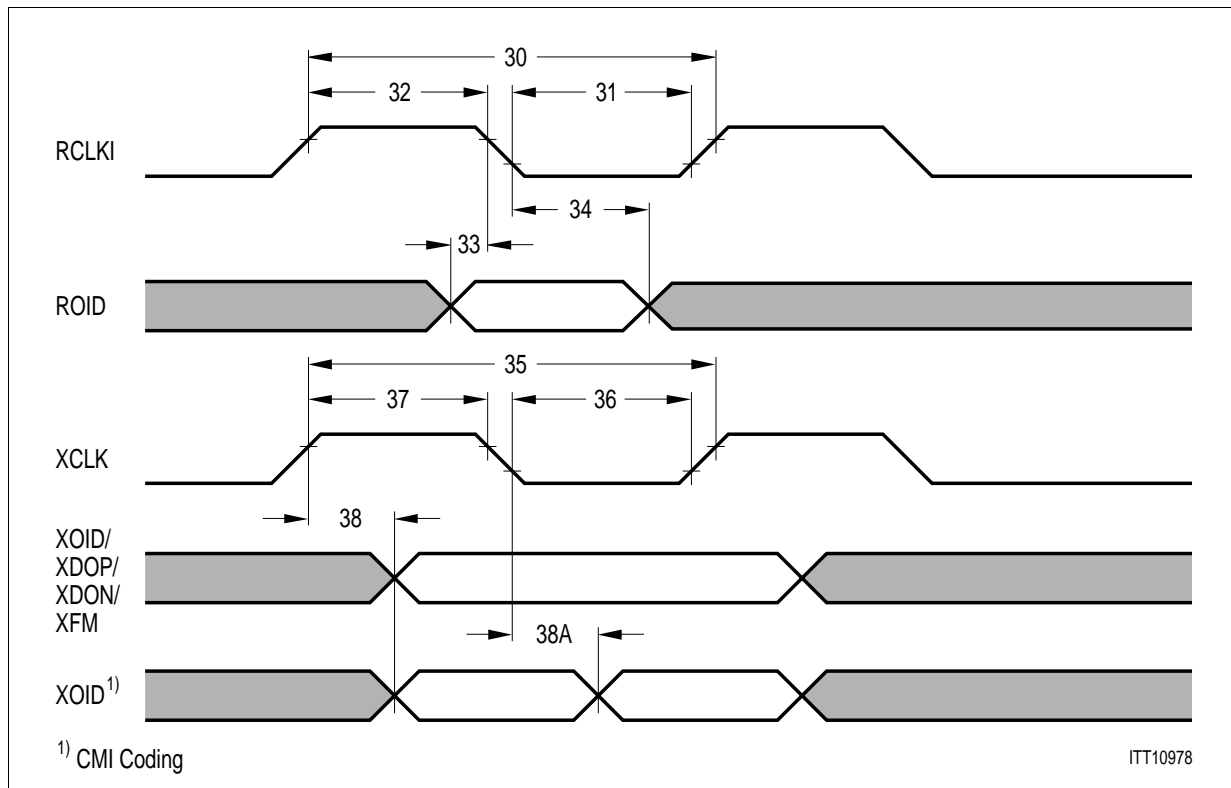 30
32 31
RCLKI
34
33
ROID
35
37 36
XCLK
38
XOID/
XDOP/
XDON/
XFM
38A
XOID1)
1) CMI Coding
ITT10978